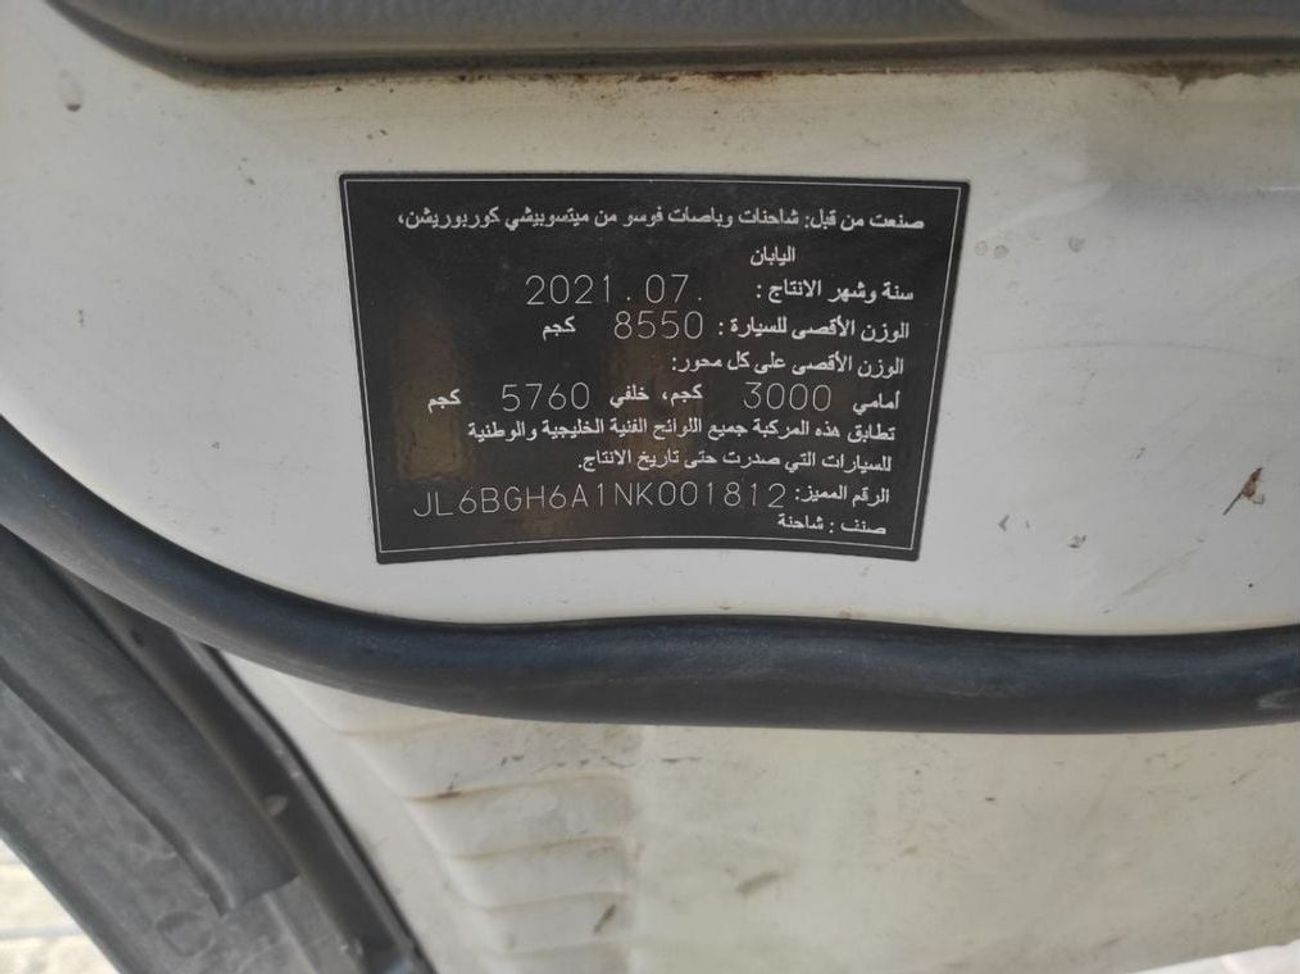 صنعت من قبل: شاحنات وباصات فوسو من ميتسوبيشي كوربوريشن،
اليابان
سنة وشهر الانتاج : 2021.07.
الوزن الأقصى للسيارة : 8550 كجم
الوزن الأقصى على كل محور:
أمامي 3000 كجم، خلفي 5760 كجم
تطابق هذه المركبة جميع اللوائح الفنية الخليجية والوطنية
للسيارات التي صدرت حتى تاريخ الانتاج.
الرقم المميز: JL6BGH6A1NK001812
صنف : شاحنة